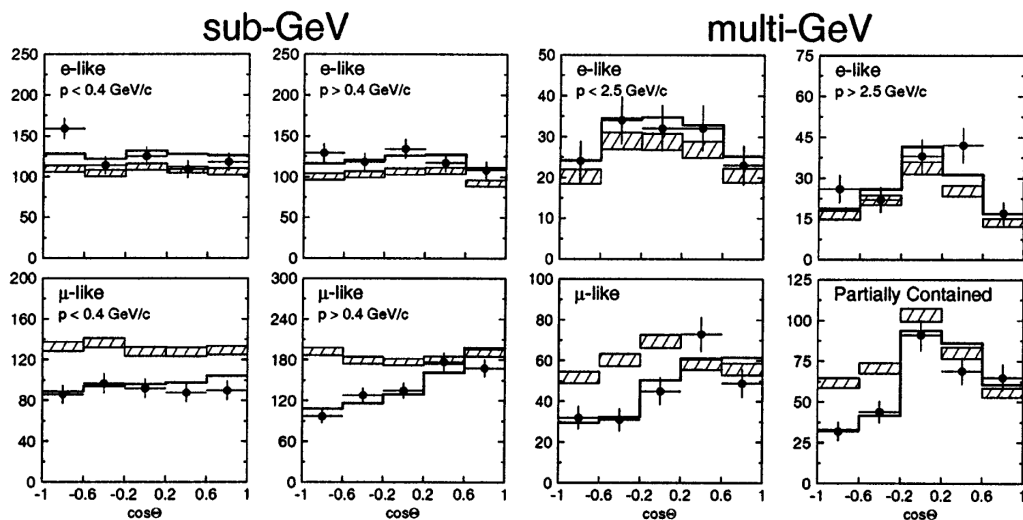 sub-GeV
multi-GeV
250
200
150
100
50
0
e-like
p < 0.4 GeV/c
250
200
150
100
50
0
e-like
p > 0.4 GeV/c
50
40
30
20
10
0
e-like
p < 2.5 GeV/c
75
60
45
30
15
0
e-like
p > 2.5 GeV/c
200
160
120
80
40
0
μ-like
p < 0.4 GeV/c
-1 -0.6 -0.2 0.2 0.6 1
cosΘ
300
240
180
120
60
0
μ-like
p > 0.4 GeV/c
-1 -0.6 -0.2 0.2 0.6 1
cosΘ
100
80
60
40
20
0
μ-like
-1 -0.6 -0.2 0.2 0.6 1
cosΘ
125
100
75
50
25
0
Partially Contained
-1 -0.6 -0.2 0.2 0.6 1
cosΘ